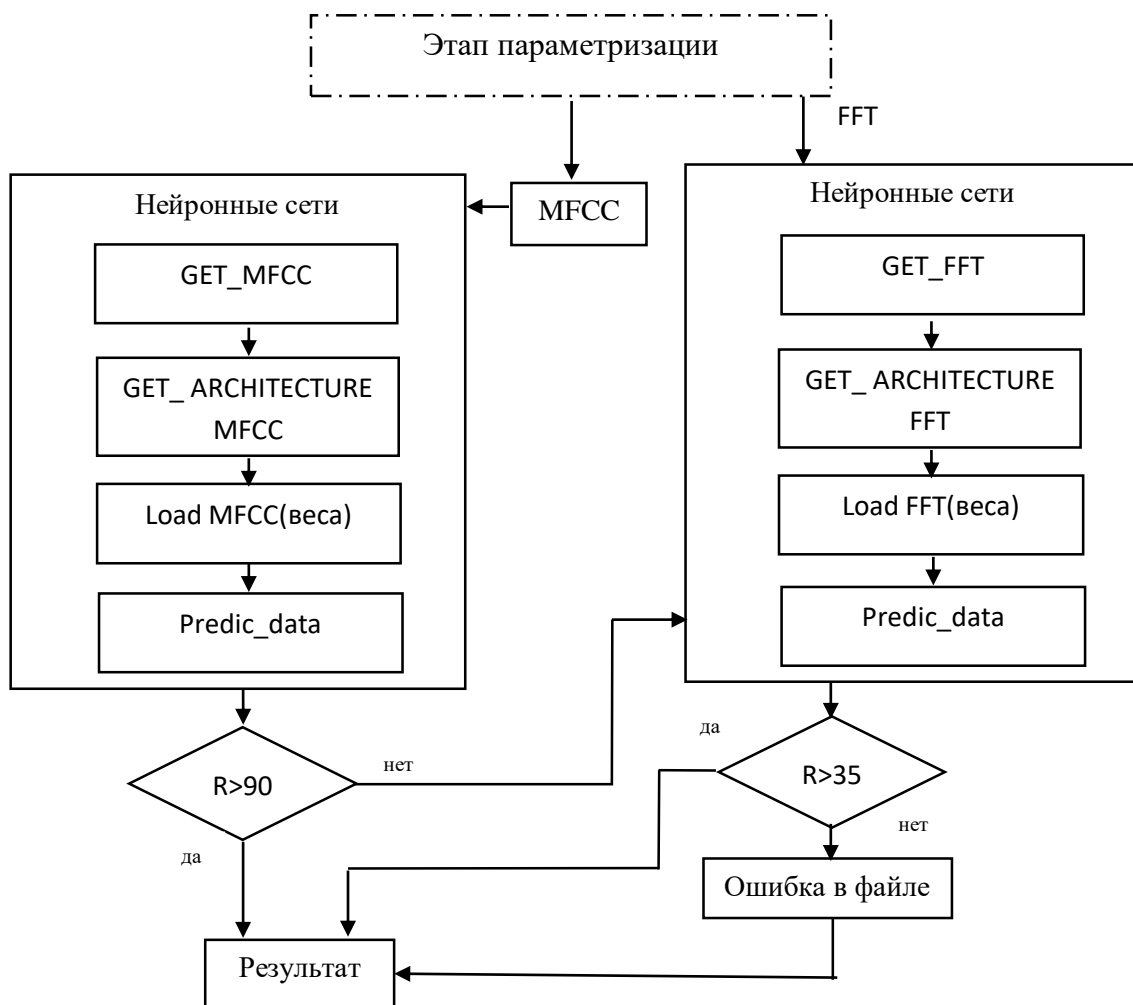 Этап параметризации
FFT
MFCC
Нейронные сети
GET_MFCC
GET_ ARCHITECTURE
MFCC
Load MFCC(веса)
Predic_data
R>90
нет
да
Нейронные сети
GET_FFT
GET_ ARCHITECTURE
FFT
Load FFT(веса)
Predic_data
да
R>35
нет
Ошибка в файле
Результат